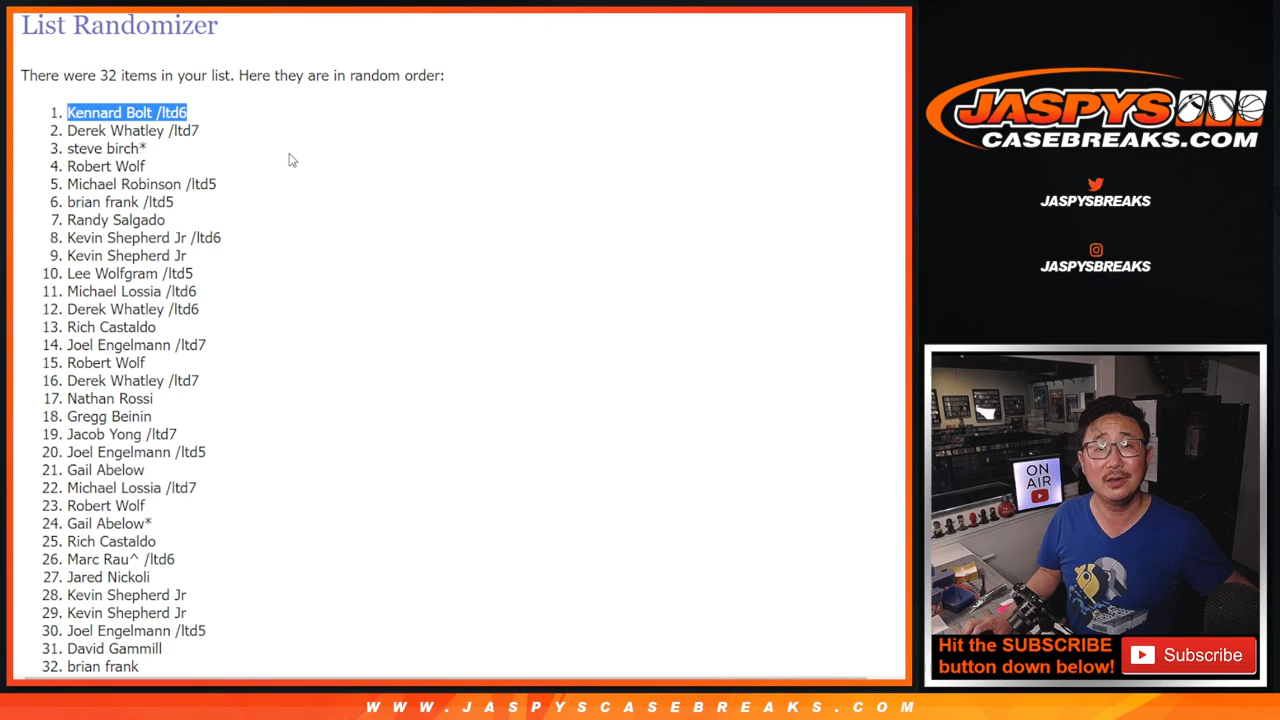 List Randomizer
There were 32 items in your list. Here they are in random order:
1. Kennard Bolt /ltd6
2. Derek Whatley /ltd7
3. steve birch*
4. Robert Wolf
5. Michael Robinson /ltd5
6. brian frank /ltd5
7. Randy Salgado
8. Kevin Shepherd Jr /ltd6
9. Kevin Shepherd Jr
10. Lee Wolfgram /ltd5
11. Michael Lossia /ltd6
12. Derek Whatley /ltd6
13. Rich Castaldo
14. Joel Engelmann /ltd7
15. Robert Wolf
16. Derek Whatley /ltd7
17. Nathan Rossi
18. Gregg Beinin
19. Jacob Yong /ltd7
20. Joel Engelmann /ltd5
21. Gail Abelow
22. Michael Lossia /ltd7
23. Robert Wolf
24. Gail Abelow*
25. Rich Castaldo
26. Marc Rau^ /ltd6
27. Jared Nickoli
28. Kevin Shepherd Jr
29. Kevin Shepherd Jr
30. Joel Engelmann /ltd5
31. David Gammill
32. brian frank
JASPYS
CASEBREAKS.COM
JASPYSBREAKS
JASPYSBREAKS
ON
AIR
Hit the SUBSCRIBE
button down below!
Subscribe
WWW.JASPYSCASEBREAKS.COM